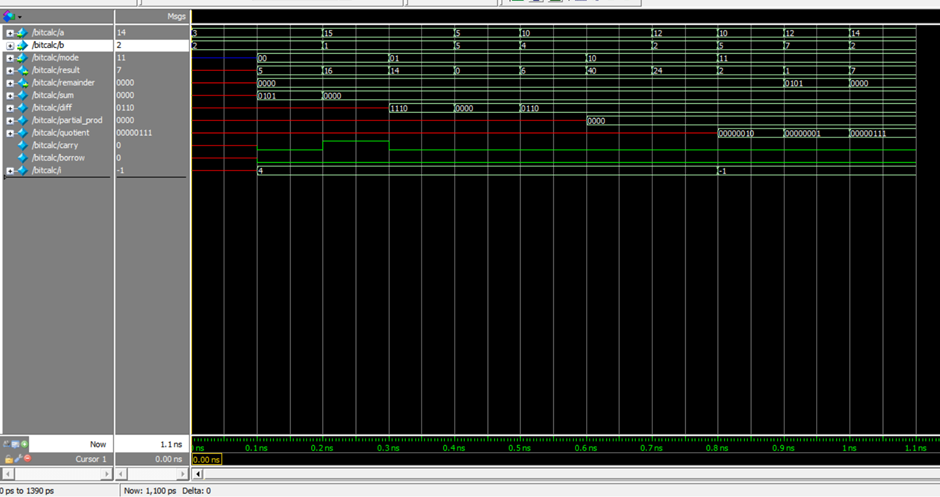 Msgs
/bitcalc/a 14 3 15 5 10 10 12 14
/bitcalc/b 2 2 1 5 4 2 5 7 2
/bitcalc/mode 11 00 01 10 11
/bitcalc/result 7 5 16 14 0 6 40 24 2 1 7
/bitcalc/remainder 0000 0000 0101 0000
/bitcalc/sum 0000 0101 0000
/bitcalc/diff 0110 1110 0000 0110
/bitcalc/partial_prod 0000 0000
/bitcalc/quotient 00000111 00000010 00000001 00000111
/bitcalc/carry 0
/bitcalc/borrow 0
/bitcalc/i -1 4 -1
Now 1.1 ns ns 0.1 ns 0.2 ns 0.3 ns 0.4 ns 0.5 ns 0.6 ns 0.7 ns 0.8 ns 0.9 ns 1 ns 1.1 ns
Cursor 1 0.00 ns 0.00 ns
0 ps to 1390 ps Now: 1,100 ps Delta: 0